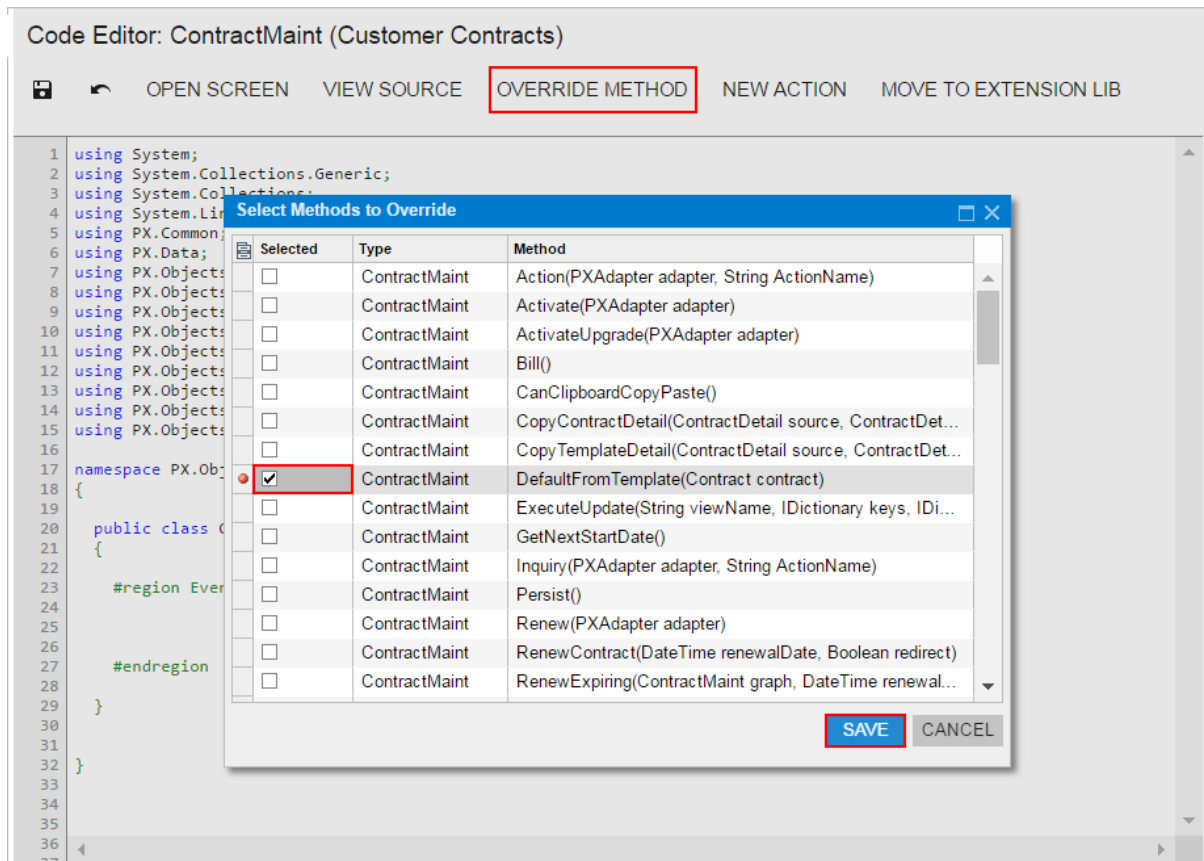 Code Editor: ContractMaint (Customer Contracts)
OPEN SCREEN VIEW SOURCE OVERRIDE METHOD NEW ACTION MOVE TO EXTENSION LIB
1 using System;
2 using System.Collections.Generic;
3 using System.Collections;
4 using System.Lin
5 using PX.Common;
6 using PX.Data;
7 using PX.Objects
8 using PX.Objects
9 using PX.Objects
10 using PX.Objects
11 using PX.Objects
12 using PX.Objects
13 using PX.Objects
14 using PX.Objects
15 using PX.Objects
16
17 namespace PX.Obj
18 {
19
20 public class C
21 {
22
23 #region Ever
24
25
26
27 #endregion
28
29 }
30
31
32 }
33
34
35
36
Select Methods to Override
Selected Type Method
ContractMaint Action(PXAdapter adapter, String ActionName)
ContractMaint Activate(PXAdapter adapter)
ContractMaint ActivateUpgrade(PXAdapter adapter)
ContractMaint Bill()
ContractMaint CanClipboardCopyPaste()
ContractMaint CopyContractDetail(ContractDetail source, ContractDet...
ContractMaint CopyTemplateDetail(ContractDetail source, ContractDet...
ContractMaint DefaultFromTemplate(Contract contract)
ContractMaint ExecuteUpdate(String viewName, IDictionary keys, IDi...
ContractMaint GetNextStartDate()
ContractMaint Inquiry(PXAdapter adapter, String ActionName)
ContractMaint Persist()
ContractMaint Renew(PXAdapter adapter)
ContractMaint RenewContract(DateTime renewalDate, Boolean redirect)
ContractMaint RenewExpiring(ContractMaint graph, DateTime renewal...
SAVE CANCEL